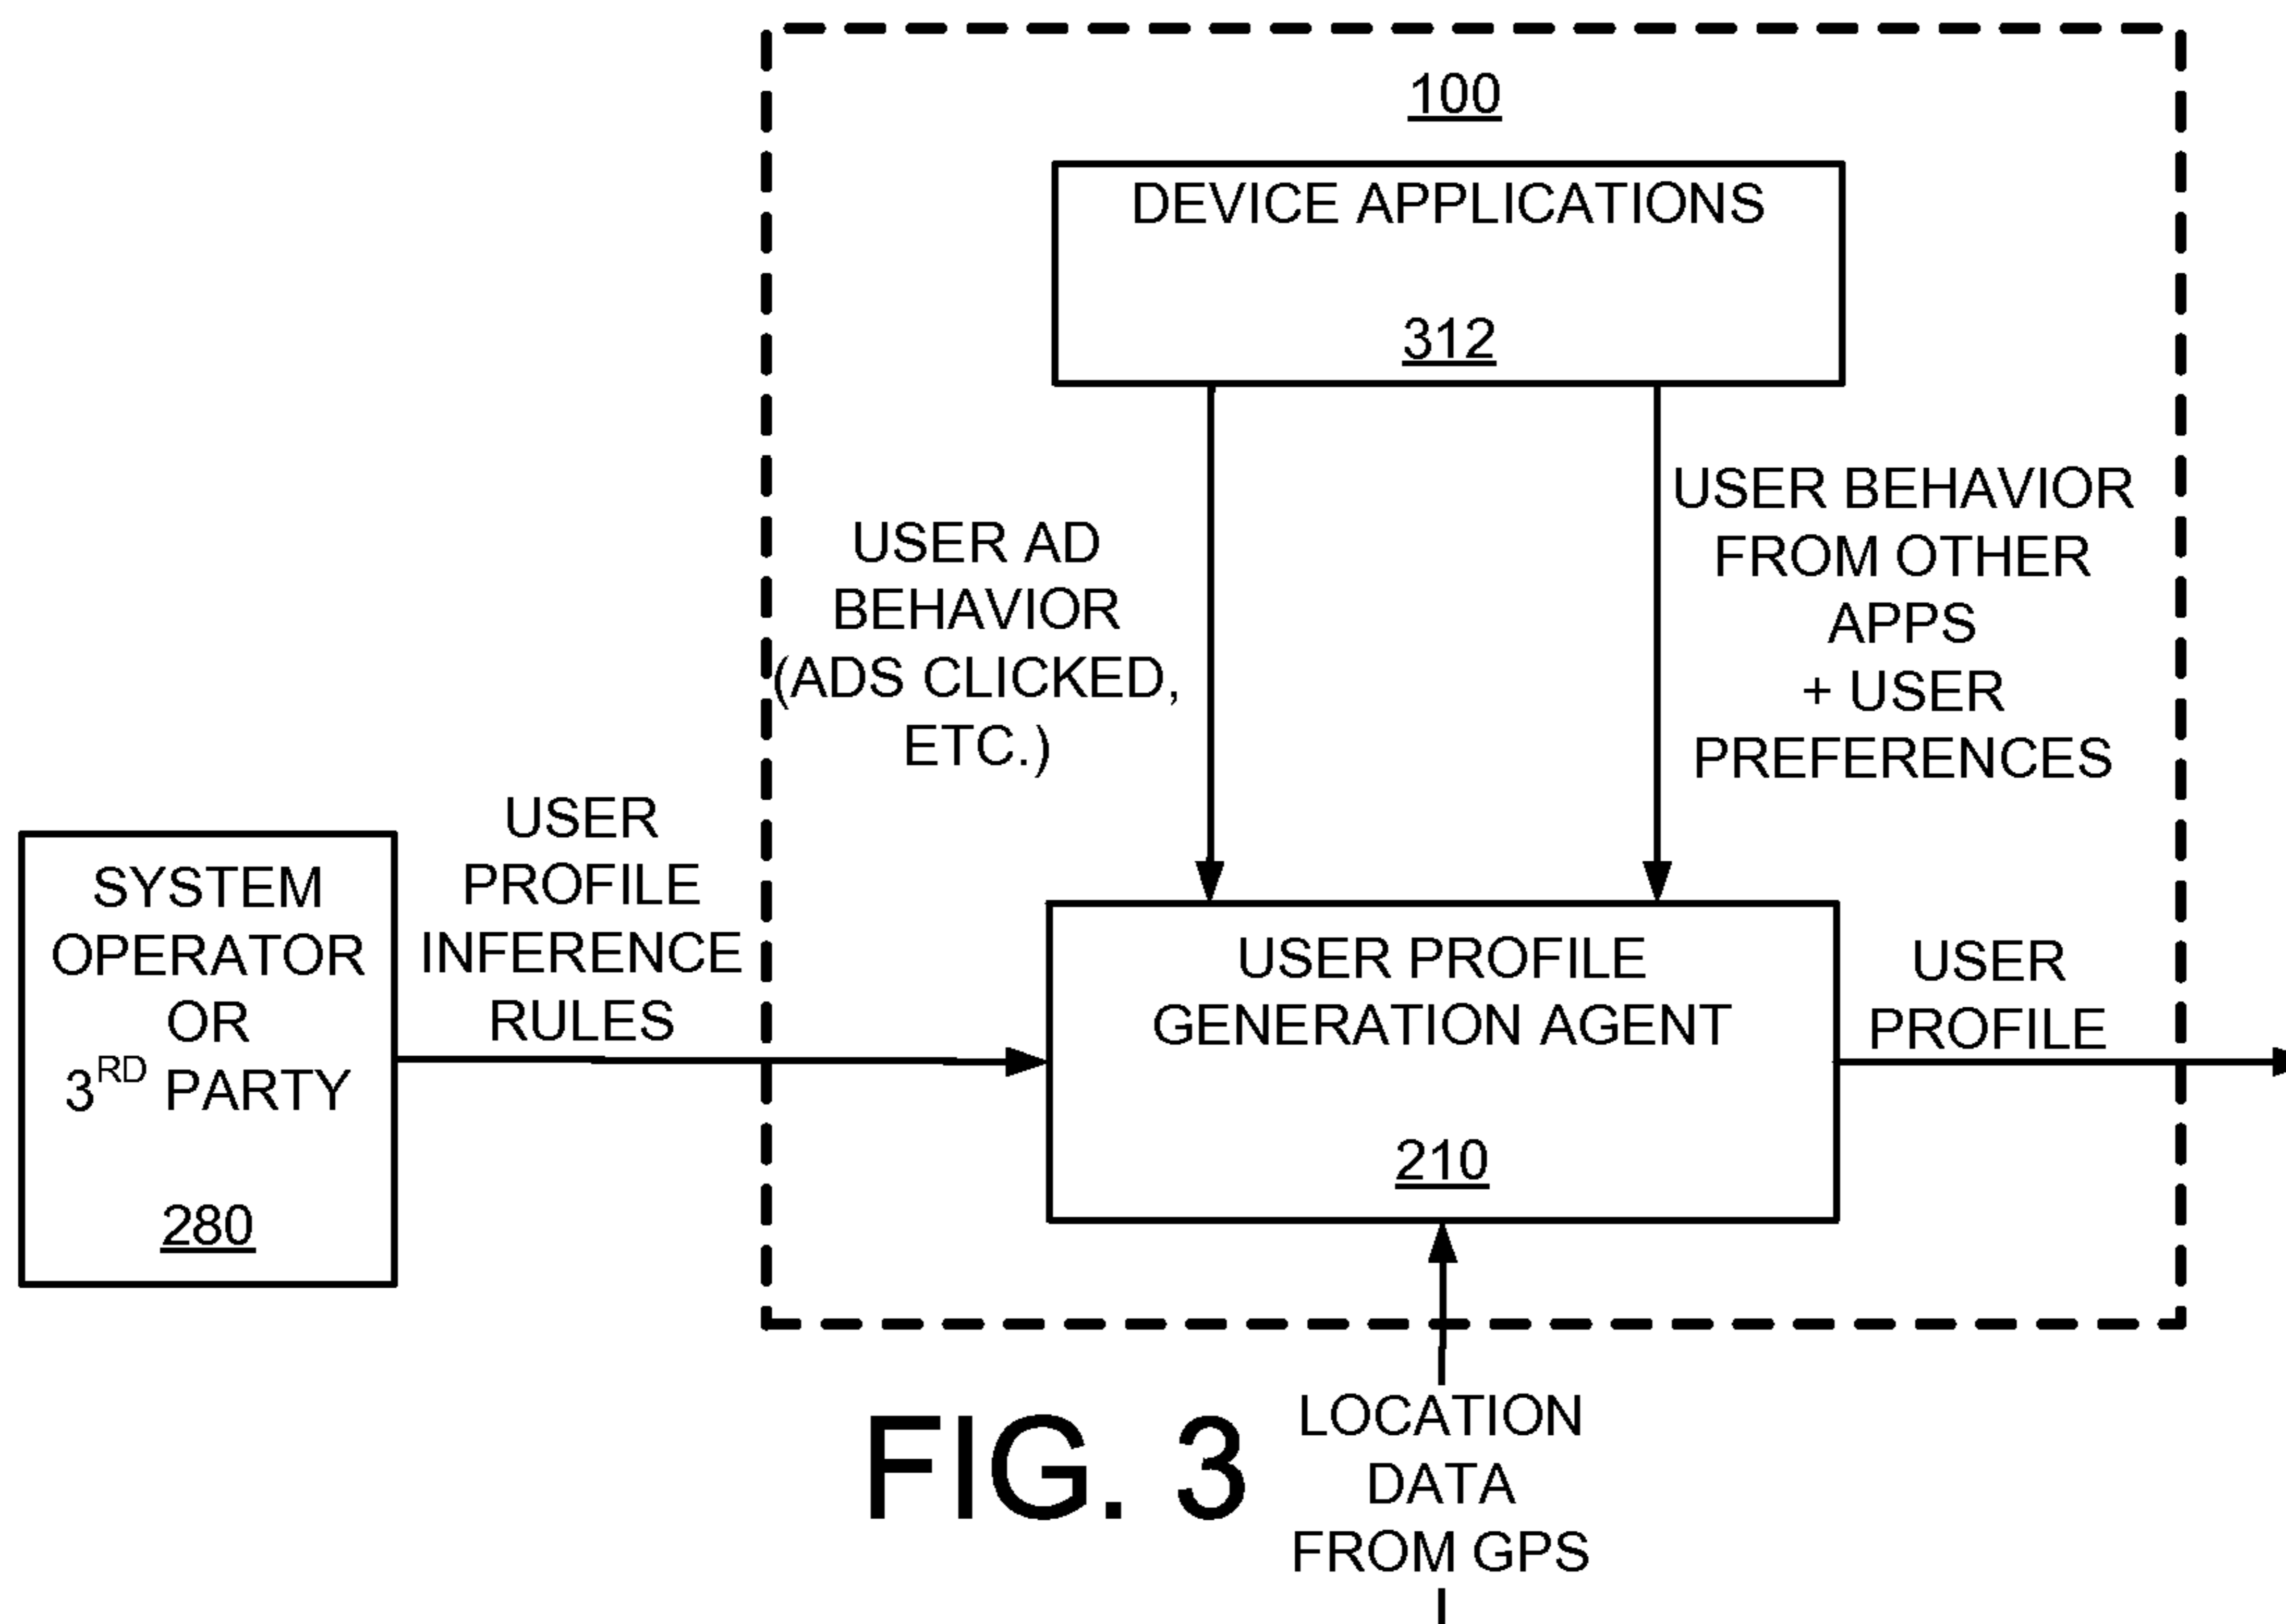 100
DEVICE APPLICATIONS
312
USER AD
BEHAVIOR
(ADS CLICKED,
ETC.)
USER BEHAVIOR
FROM OTHER
APPS
+ USER
PREFERENCES
SYSTEM
OPERATOR
OR
3RD PARTY
280
USER
PROFILE
INFERENCE
RULES
USER PROFILE
GENERATION AGENT
210
USER
PROFILE
FIG. 3
LOCATION
DATA
FROM GPS